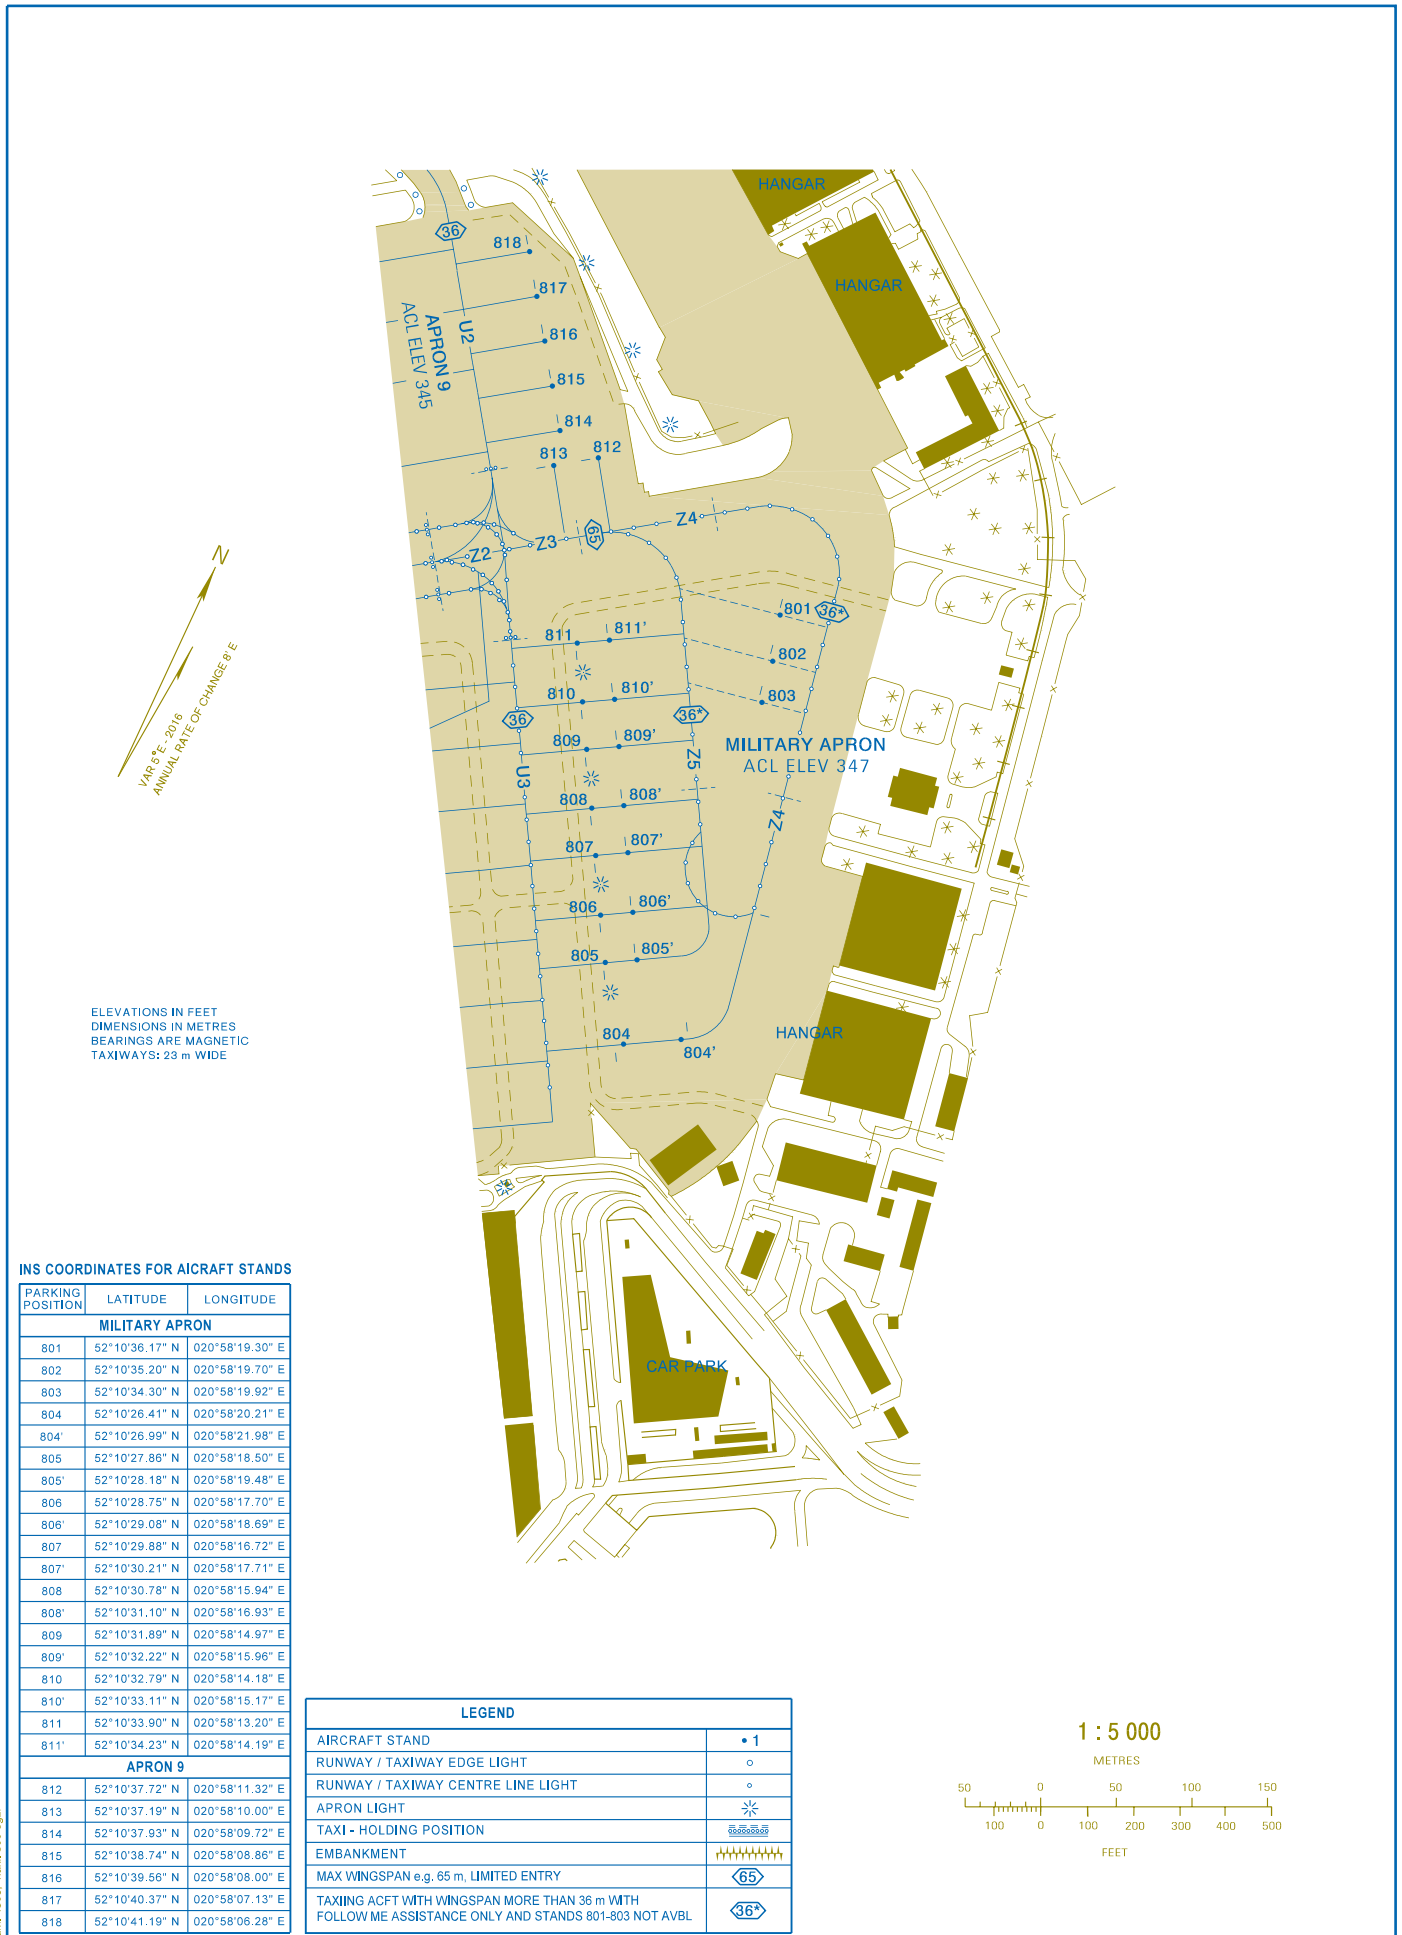 HANGAR
HANGAR
36
818
817
816
815
814
813
812
U2
APRON 9
ACL ELEV 345
65
Z4
Z3
Z2
801
36*
802
803
811
811'
810
810'
36
36*
809
809'
MILITARY APRON
ACL ELEV 347
Z5
U3
808
808'
Z4
807
807'
806
806'
805
805'
804
804'
HANGAR
CAR PARK
N
VAR 5°E - 2016
ANNUAL RATE OF CHANGE 8' E
ELEVATIONS IN FEET
DIMENSIONS IN METRES
BEARINGS ARE MAGNETIC
TAXIWAYS: 23 m WIDE
INS COORDINATES FOR AICRAFT STANDS
PARKING POSITION LATITUDE LONGITUDE
MILITARY APRON
801 52°10'36.17" N 020°58'19.30" E
802 52°10'35.20" N 020°58'19.70" E
803 52°10'34.30" N 020°58'19.92" E
804 52°10'26.41" N 020°58'20.21" E
804' 52°10'26.99" N 020°58'21.98" E
805 52°10'27.86" N 020°58'18.50" E
805' 52°10'28.18" N 020°58'19.48" E
806 52°10'28.75" N 020°58'17.70" E
806' 52°10'29.08" N 020°58'18.69" E
807 52°10'29.88" N 020°58'16.72" E
807' 52°10'30.21" N 020°58'17.71" E
808 52°10'30.78" N 020°58'15.94" E
808' 52°10'31.10" N 020°58'16.93" E
809 52°10'31.89" N 020°58'14.97" E
809' 52°10'32.22" N 020°58'15.96" E
810 52°10'32.79" N 020°58'14.18" E
810' 52°10'33.11" N 020°58'15.17" E
811 52°10'33.90" N 020°58'13.20" E
811' 52°10'34.23" N 020°58'14.19" E
APRON 9
812 52°10'37.72" N 020°58'11.32" E
813 52°10'37.19" N 020°58'10.00" E
814 52°10'37.93" N 020°58'09.72" E
815 52°10'38.74" N 020°58'08.86" E
816 52°10'39.56" N 020°58'08.00" E
817 52°10'40.37" N 020°58'07.13" E
818 52°10'41.19" N 020°58'06.28" E
LEGEND
AIRCRAFT STAND 1
RUNWAY / TAXIWAY EDGE LIGHT
RUNWAY / TAXIWAY CENTRE LINE LIGHT
APRON LIGHT
TAXI - HOLDING POSITION
EMBANKMENT
MAX WINGSPAN e.g. 65 m, LIMITED ENTRY 65
TAXIING ACFT WITH WINGSPAN MORE THAN 36 m WITH
FOLLOW ME ASSISTANCE ONLY AND STANDS 801-803 NOT AVBL 36*
1 : 5 000
METRES
50 0 50 100 150
100 0 100 200 300 400 500
FEET